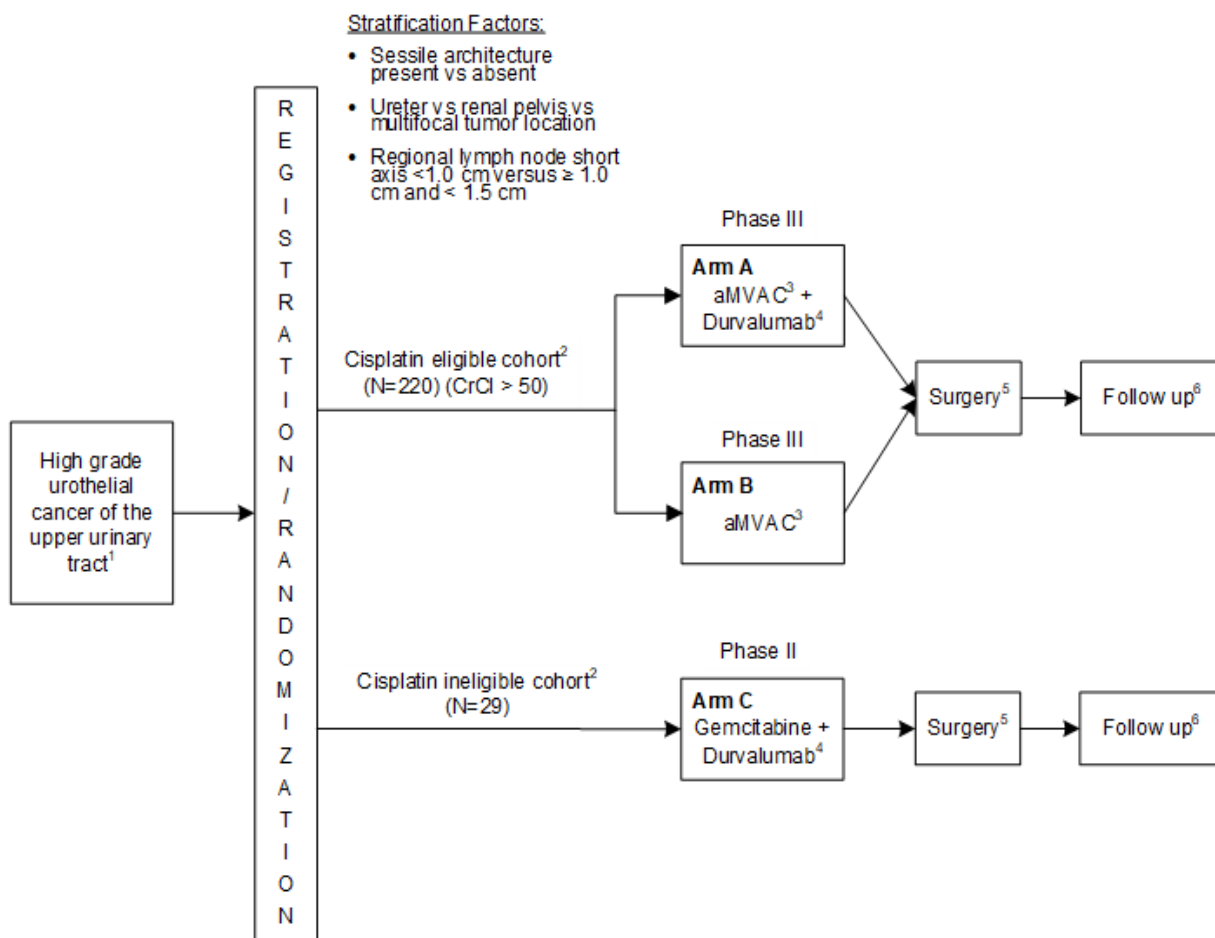 Stratification Factors:
• Sessile architecture
present vs absent
• Ureter vs renal pelvis vs
multifocal tumor location
• Regional lymph node short
axis <1.0 cm versus ≥ 1.0
cm and < 1.5 cm
High grade
urothelial
cancer of the
upper urinary
tract¹
R
E
G
I
S
T
R
A
T
I
O
N
/
R
A
N
D
O
M
I
Z
A
T
I
O
N
Cisplatin eligible cohort²
(N=220) (CrCl > 50)
Phase III
Arm A
aMVAC³ +
Durvalumab⁴
Phase III
Arm B
aMVAC³
Surgery⁵
Follow up⁶
Cisplatin ineligible cohort²
(N=29)
Phase II
Arm C
Gemcitabine +
Durvalumab⁴
Surgery⁵
Follow up⁶